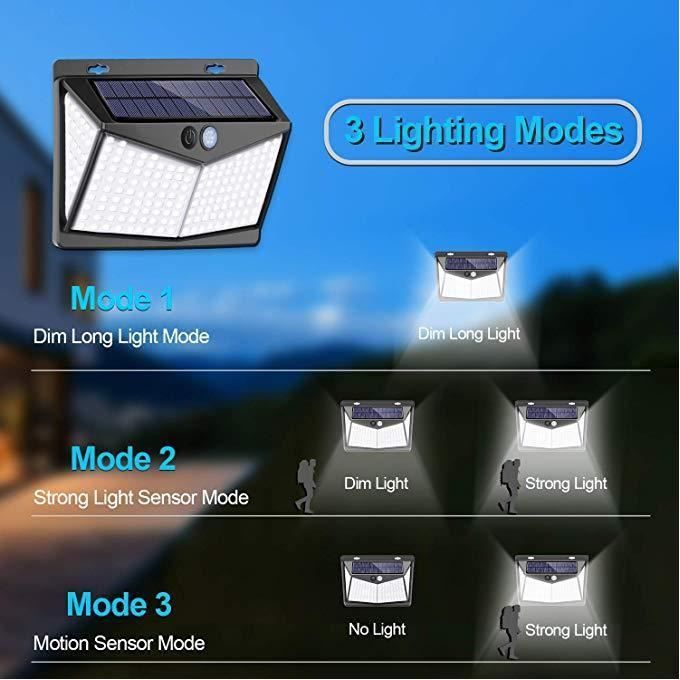 3 Lighting Modes
Mode 1
Dim Long Light Mode
Dim Long Light
Mode 2
Strong Light Sensor Mode
Dim Light
Strong Light
Mode 3
Motion Sensor Mode
No Light
Strong Light